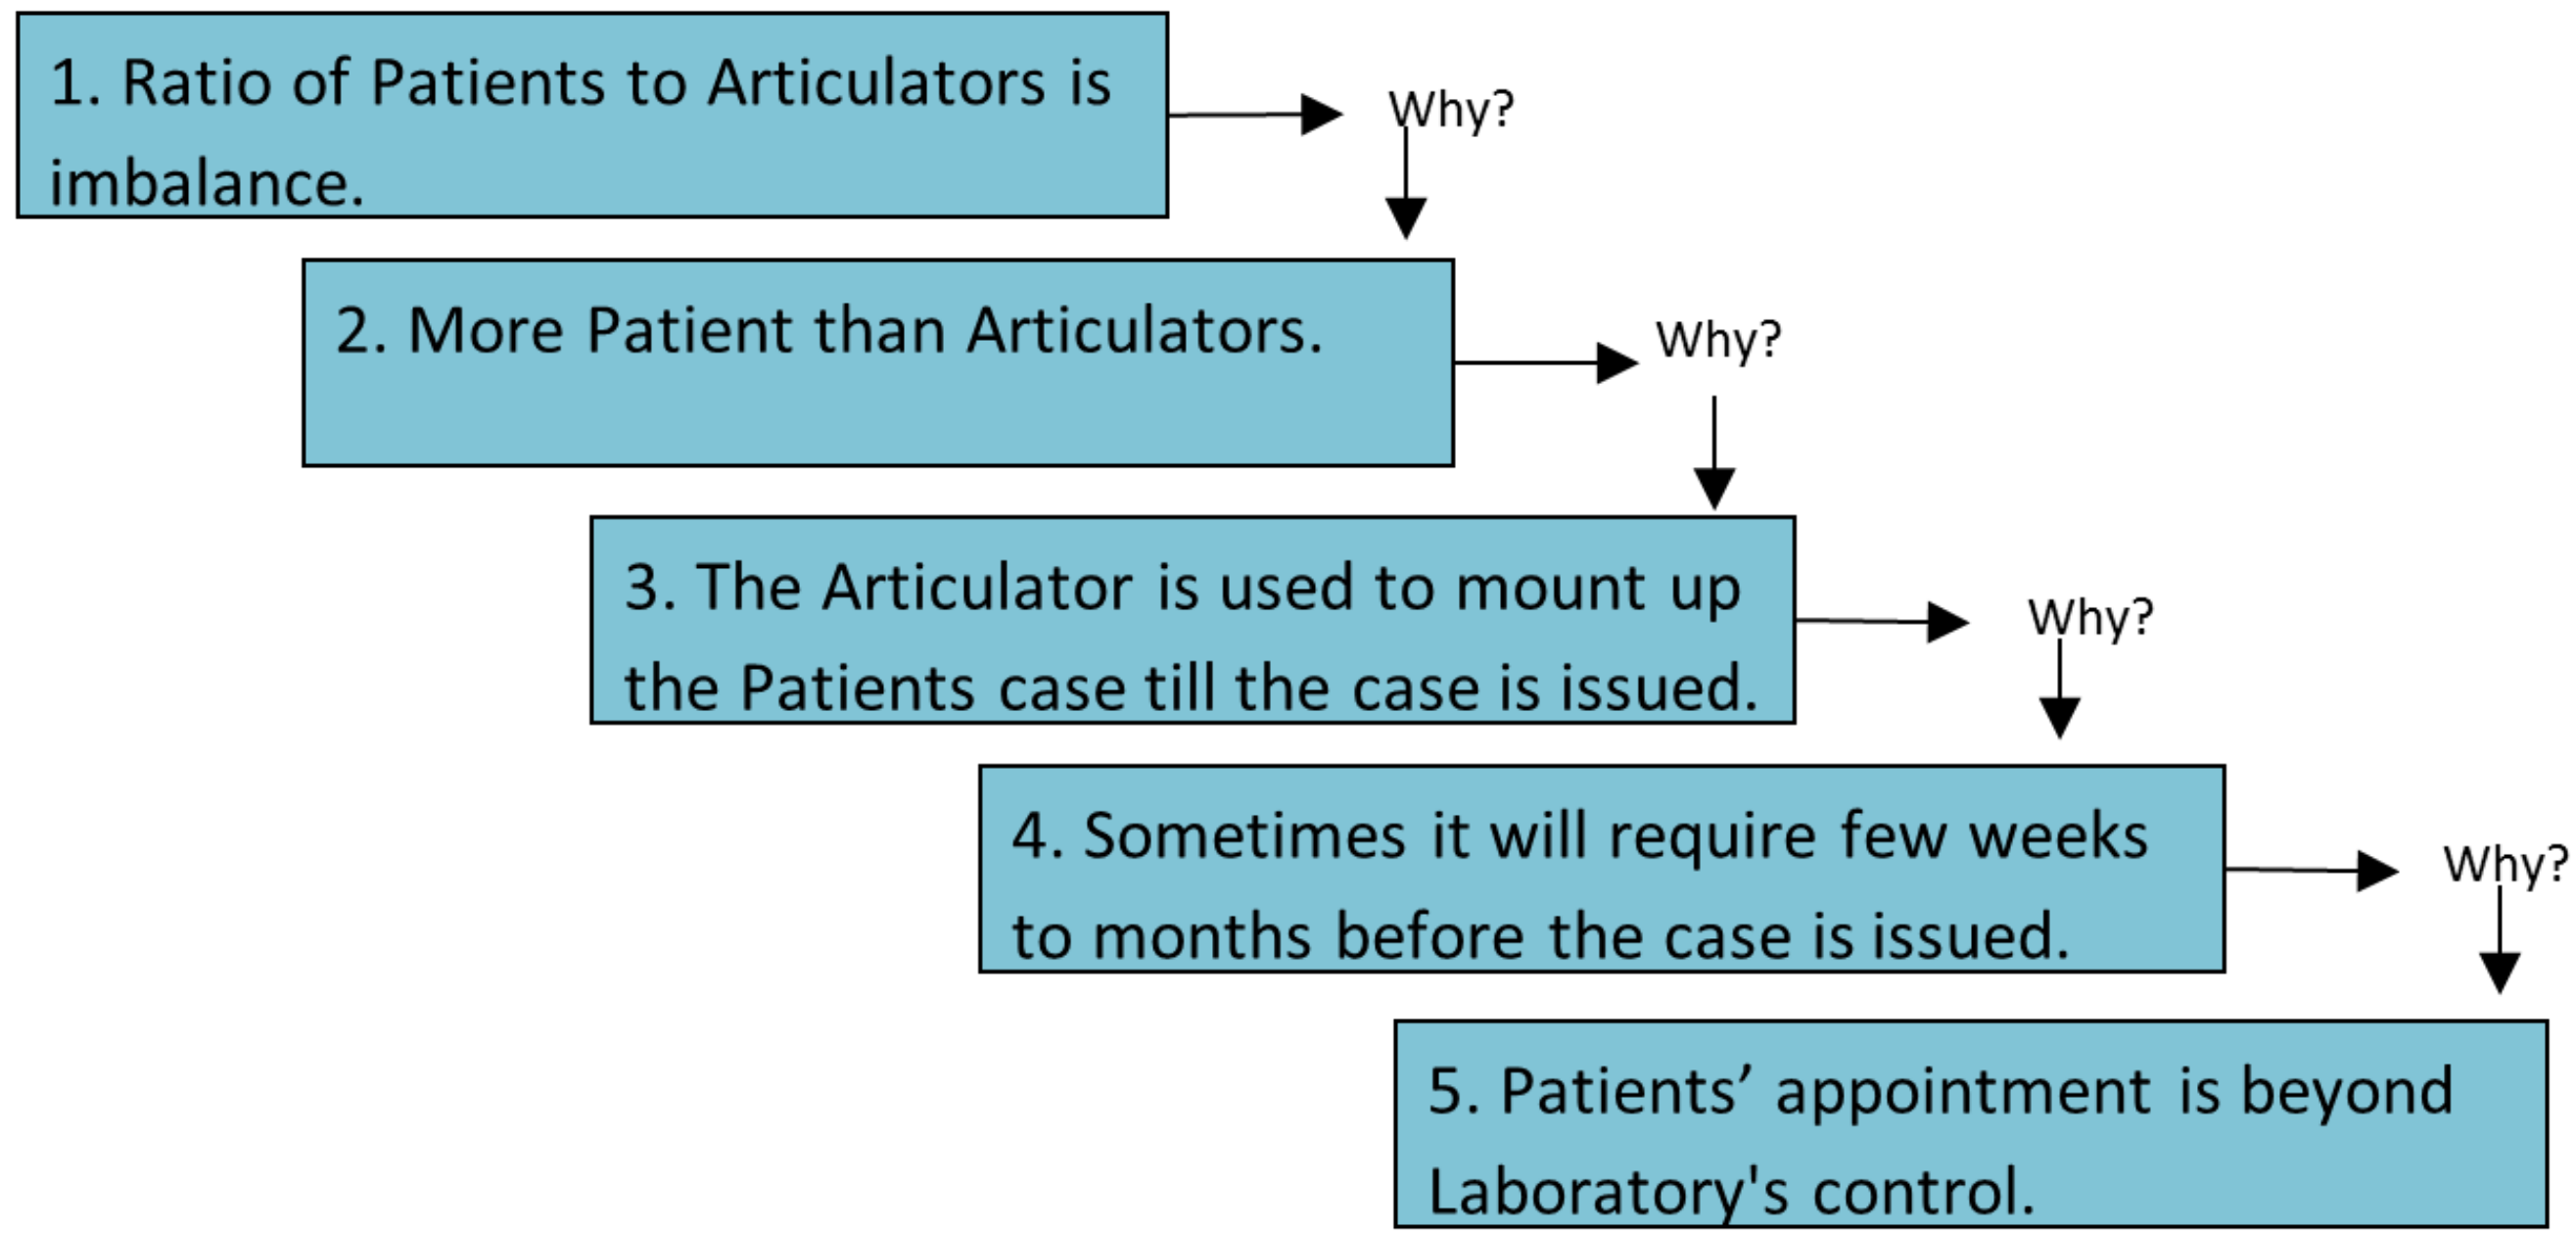 1. Ratio of Patients to Articulators is
imbalance.
Why?
2. More Patient than Articulators.
Why?
3. The Articulator is used to mount up
the Patients case till the case is issued.
Why?
4. Sometimes it will require few weeks
to months before the case is issued.
Why?
5. Patients’ appointment is beyond
Laboratory's control.